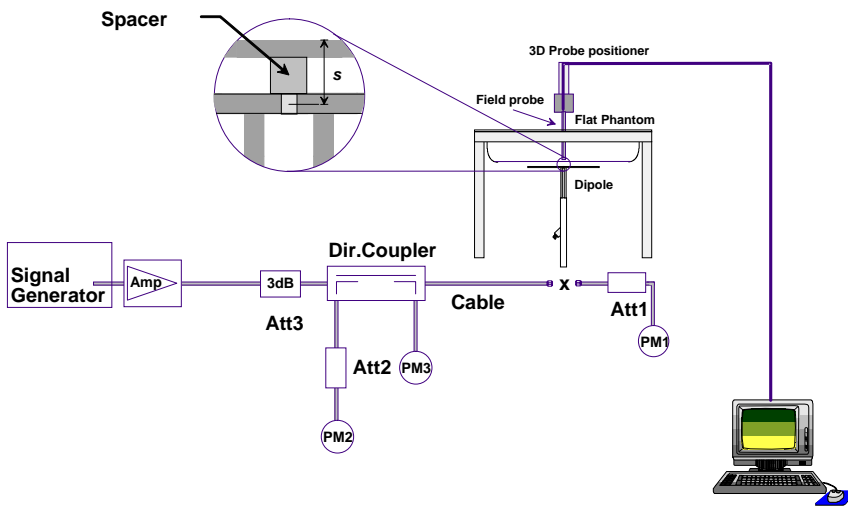 Spacer
s
3D Probe positioner
Field probe
Flat Phantom
Dipole
Dir.Coupler
Signal
Generator
Amp
3dB
Att3
Cable
x
Att1
PM1
Att2
PM3
PM2